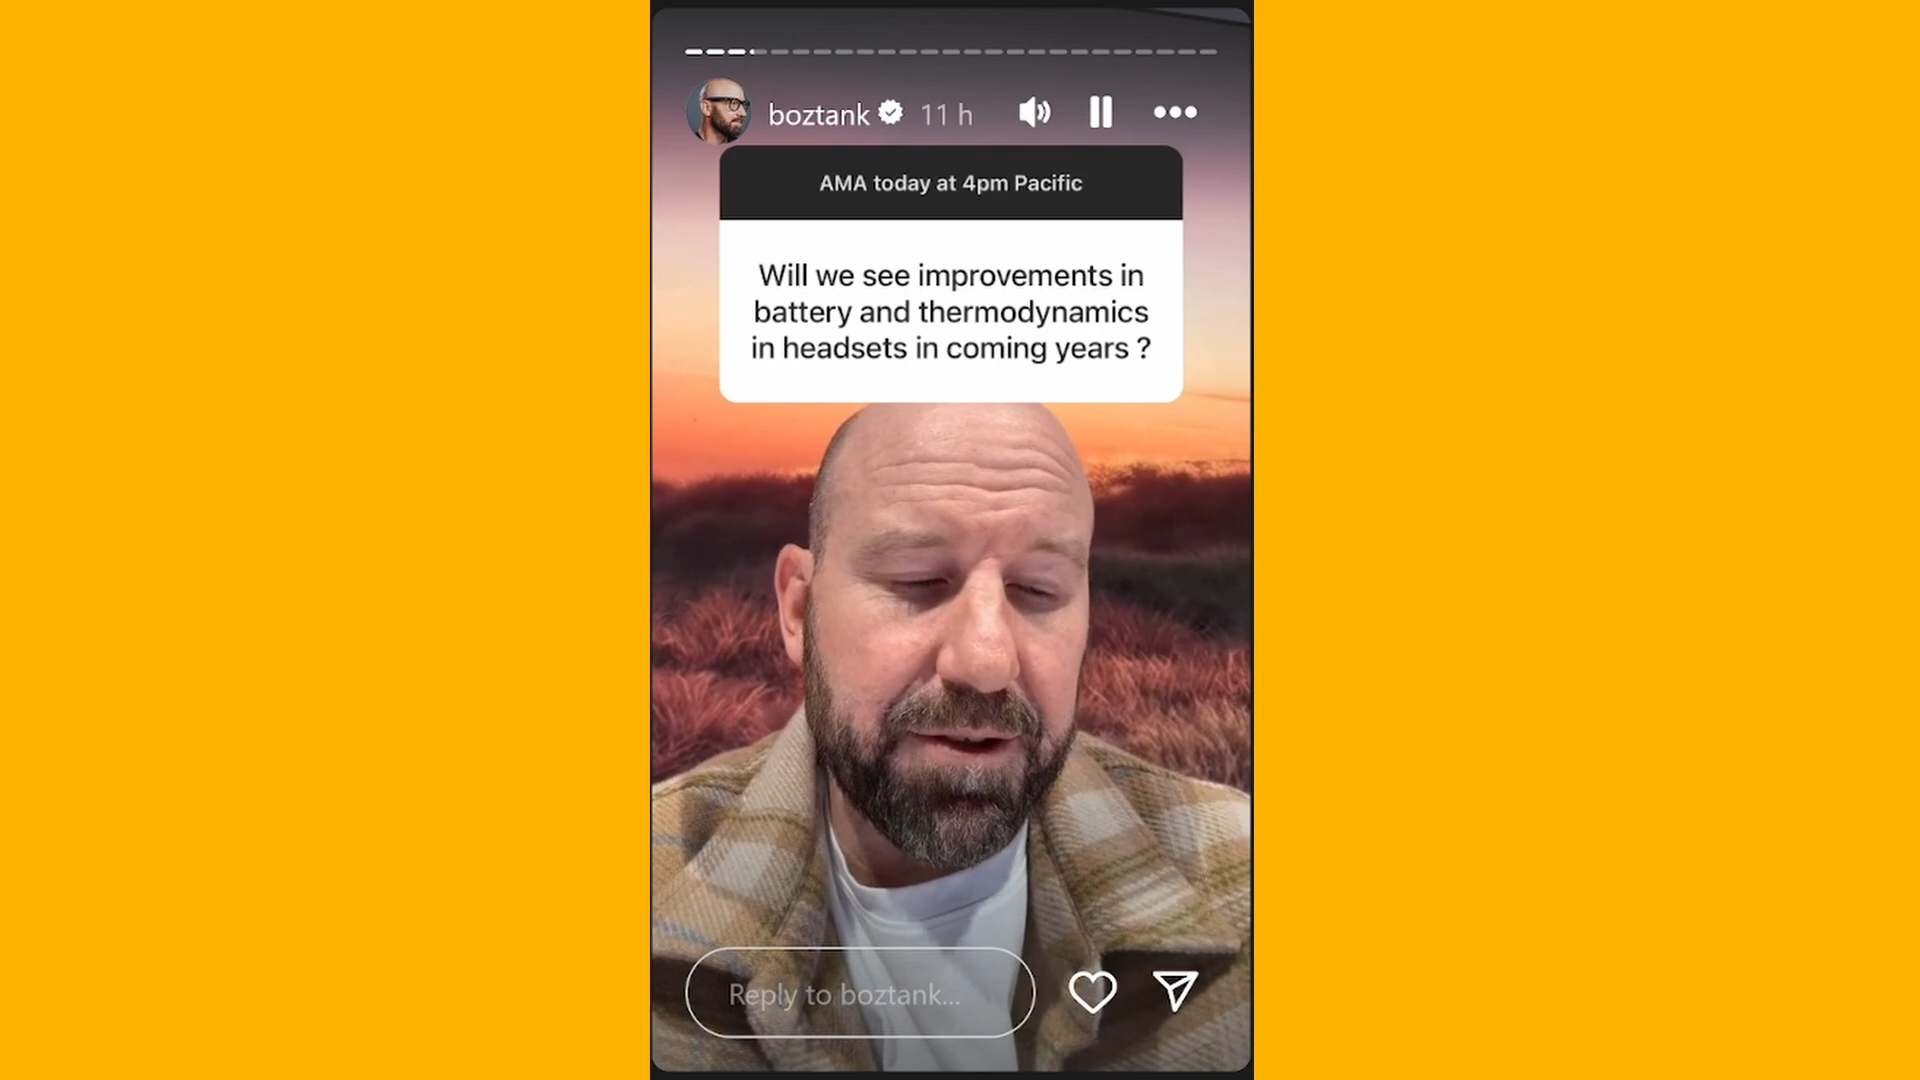 boztank 11 h
AMA today at 4pm Pacific
Will we see improvements in
battery and thermodynamics
in headsets in coming years ?
Reply to boztank...